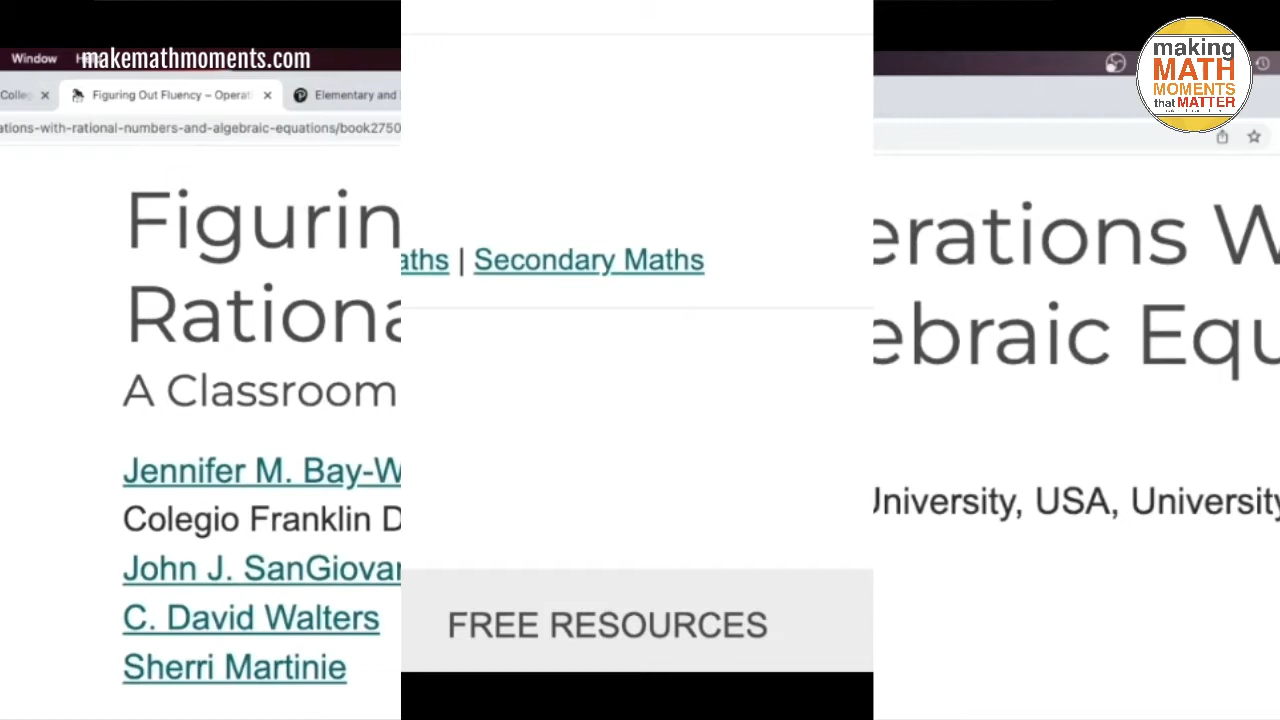 Window
makemathmoments.com
making
MATH
MOMENTS
that MATTER
Figuring Out Fluency – Operat
Elementary and
ations-with-rational-numbers-and-algebraic-equations/book2750
Figurin
erations W
Rationa
ebraic Equ
A Classroom
aths | Secondary Maths
Jennifer M. Bay-W
Colegio Franklin D
University, USA, University
John J. SanGiovan
C. David Walters
Sherri Martinie
FREE RESOURCES